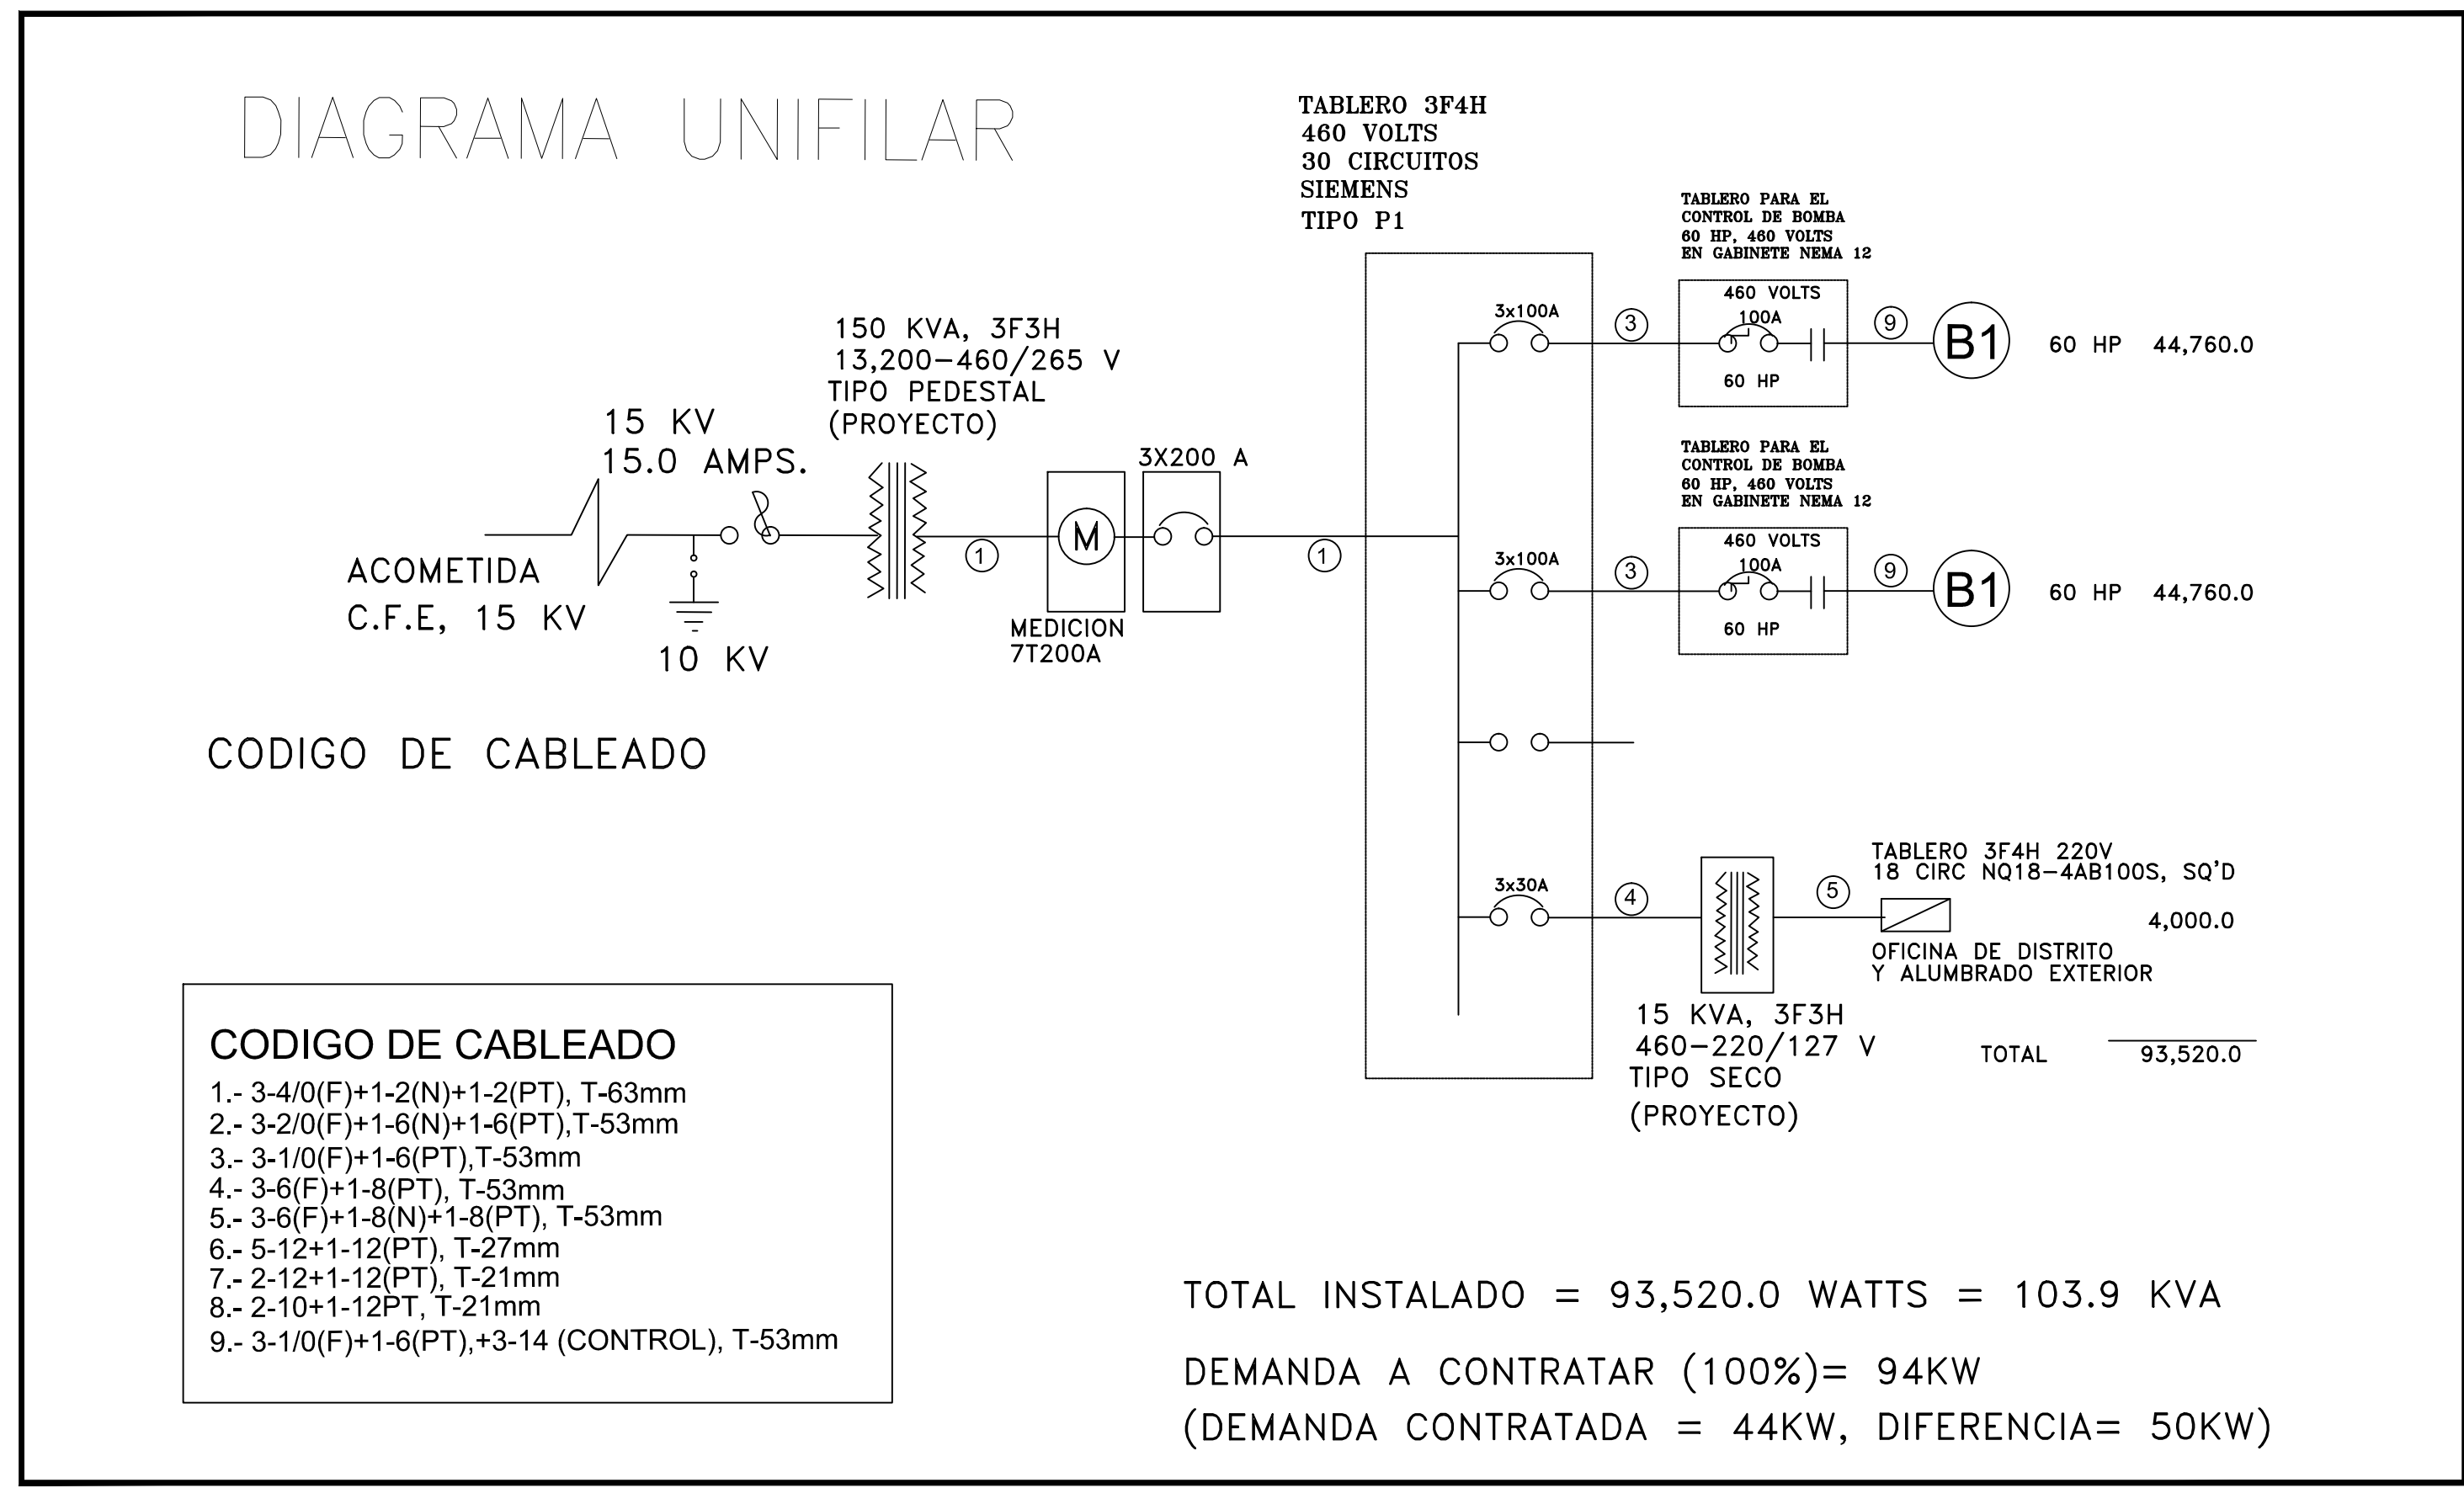 DIAGRAMA UNIFILAR
TABLERO 3F4H
460 VOLTS
30 CIRCUITOS
SIEMENS
TIPO P1
TABLERO PARA EL
CONTROL DE BOMBA
60 HP, 460 VOLTS
EN GABINETE NEMA 12
3x100A
3
460 VOLTS
100A
60 HP
9
B1
60 HP 44,760.0
150 KVA, 3F3H
13,200-460/265 V
TIPO PEDESTAL
(PROYECTO)
15 KV
15.0 AMPS.
ACOMETIDA
C.F.E, 15 KV
10 KV
1
M
MEDICION
7T200A
3X200 A
1
TABLERO PARA EL
CONTROL DE BOMBA
60 HP, 460 VOLTS
EN GABINETE NEMA 12
3x100A
3
460 VOLTS
100A
60 HP
9
B1
60 HP 44,760.0
3x30A
4
15 KVA, 3F3H
460-220/127 V
TIPO SECO
(PROYECTO)
5
TABLERO 3F4H 220V
18 CIRC NQ18-4AB100S, SQ'D
4,000.0
OFICINA DE DISTRITO
Y ALUMBRADO EXTERIOR
TOTAL 93,520.0
CODIGO DE CABLEADO
CODIGO DE CABLEADO
1.- 3-4/0(F)+1-2(N)+1-2(PT), T-63mm
2.- 3-2/0(F)+1-6(N)+1-6(PT),T-53mm
3.- 3-1/0(F)+1-6(PT),T-53mm
4.- 3-6(F)+1-8(PT), T-53mm
5.- 3-6(F)+1-8(N)+1-8(PT), T-53mm
6.- 5-12+1-12(PT), T-27mm
7.- 2-12+1-12(PT), T-21mm
8.- 2-10+1-12PT, T-21mm
9.- 3-1/0(F)+1-6(PT),+3-14 (CONTROL), T-53mm
TOTAL INSTALADO = 93,520.0 WATTS = 103.9 KVA
DEMANDA A CONTRATAR (100%)= 94KW
(DEMANDA CONTRATADA = 44KW, DIFERENCIA= 50KW)